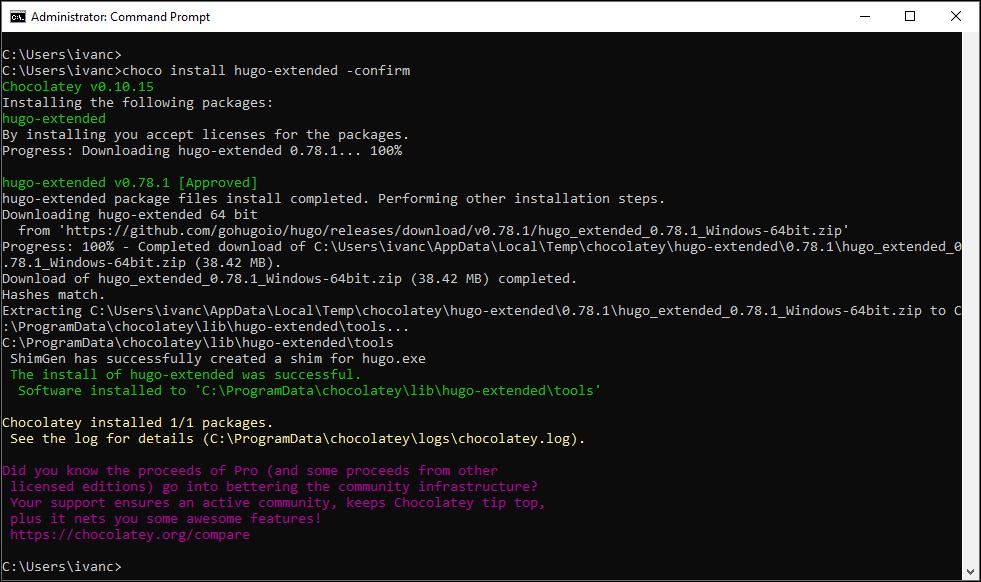 Administrator: Command Prompt
C:\Users\ivanc>
C:\Users\ivanc>choco install hugo-extended -confirm
Chocolatey v0.10.15
Installing the following packages:
hugo-extended
By installing you accept licenses for the packages.
Progress: Downloading hugo-extended 0.78.1... 100%
hugo-extended v0.78.1 [Approved]
hugo-extended package files install completed. Performing other installation steps.
Downloading hugo-extended 64 bit
  from 'https://github.com/gohugoio/hugo/releases/download/v0.78.1/hugo_extended_0.78.1_Windows-64bit.zip'
Progress: 100% - Completed download of C:\Users\ivanc\AppData\Local\Temp\chocolatey\hugo-extended\0.78.1\hugo_extended_0
.78.1_Windows-64bit.zip (38.42 MB).
Download of hugo_extended_0.78.1_Windows-64bit.zip (38.42 MB) completed.
Hashes match.
Extracting C:\Users\ivanc\AppData\Local\Temp\chocolatey\hugo-extended\0.78.1\hugo_extended_0.78.1_Windows-64bit.zip to C
:\ProgramData\chocolatey\lib\hugo-extended\tools...
C:\ProgramData\chocolatey\lib\hugo-extended\tools
 ShimGen has successfully created a shim for hugo.exe
 The install of hugo-extended was successful.
  Software installed to 'C:\ProgramData\chocolatey\lib\hugo-extended\tools'
Chocolatey installed 1/1 packages.
 See the log for details (C:\ProgramData\chocolatey\logs\chocolatey.log).
Did you know the proceeds of Pro (and some proceeds from other
 licensed editions) go into bettering the community infrastructure?
 Your support ensures an active community, keeps Chocolatey tip top,
 plus it nets you some awesome features!
 https://chocolatey.org/compare
C:\Users\ivanc>